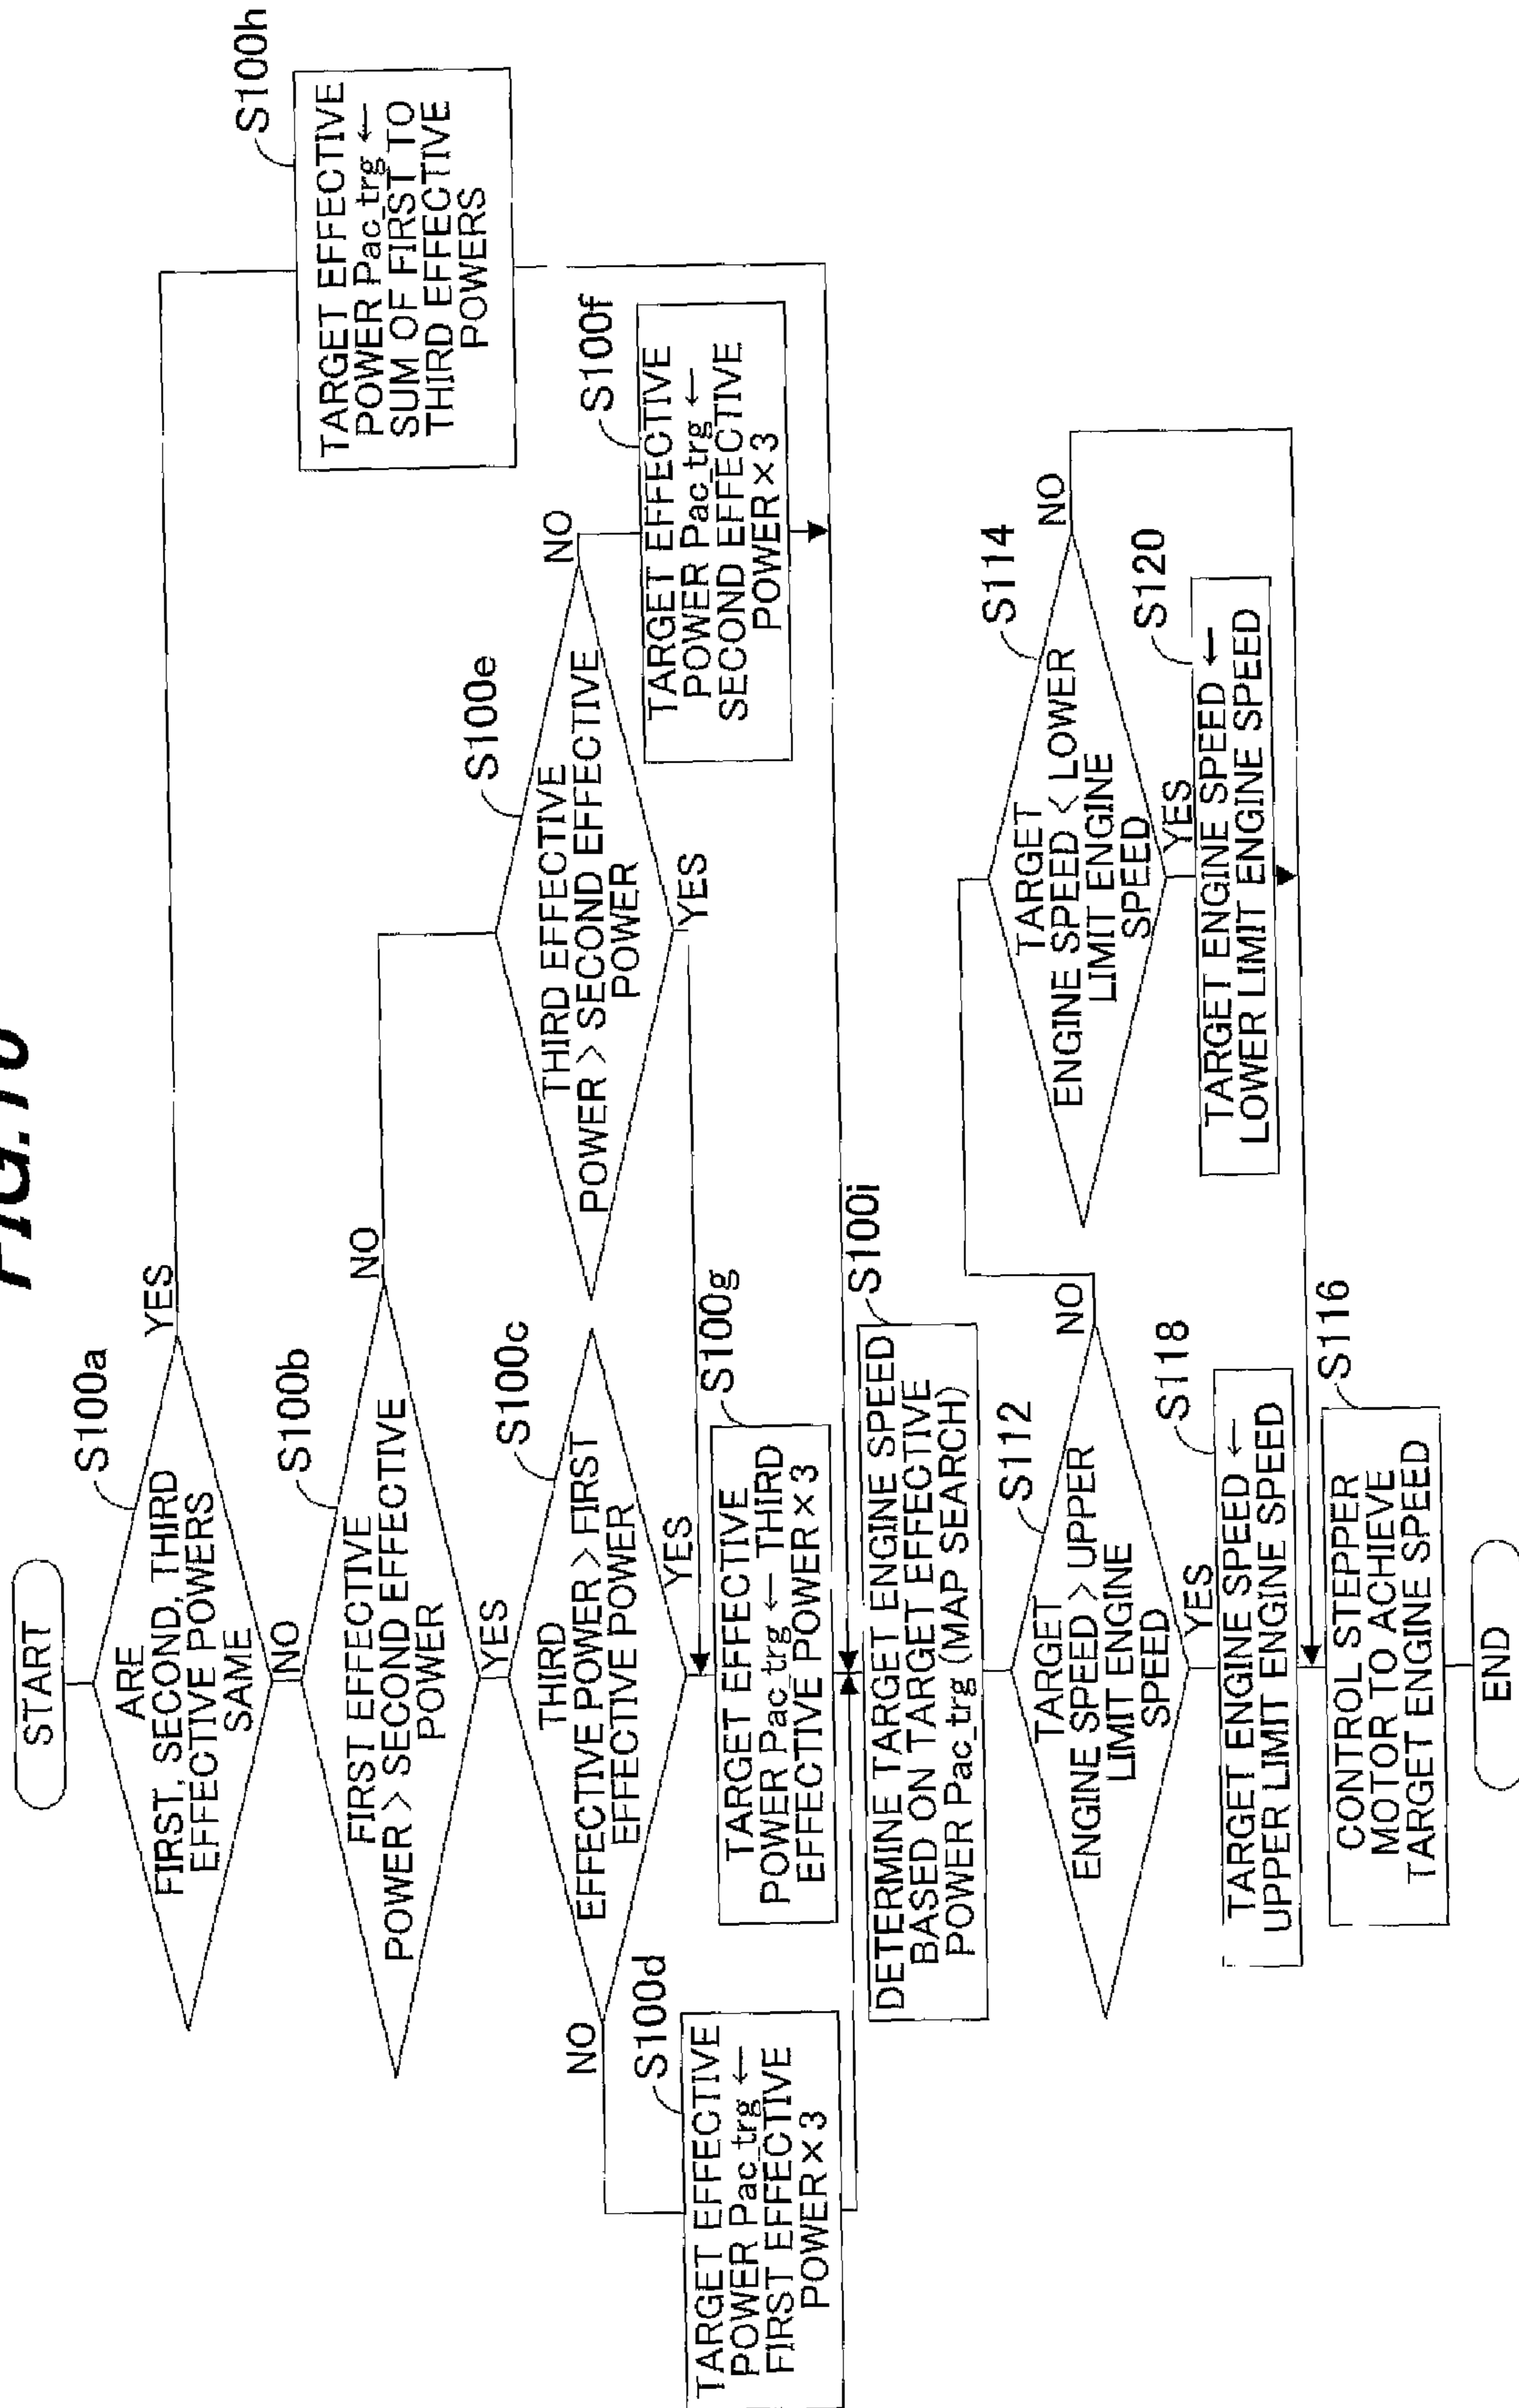 FIG.10
START
S100a
ARE
FIRST, SECOND, THIRD
EFFECTIVE POWERS
SAME
YES
NO
S100h
TARGET EFFECTIVE
POWER Pac_trg ←
SUM OF FIRST TO
THIRD EFFECTIVE
POWERS
S100b
FIRST EFFECTIVE
POWER > SECOND EFFECTIVE
POWER
NO
YES
S100c
THIRD
EFFECTIVE POWER > FIRST
EFFECTIVE POWER
NO
YES
S100e
THIRD EFFECTIVE
POWER > SECOND EFFECTIVE
POWER
NO
YES
S100f
TARGET EFFECTIVE
POWER Pac_trg ←
SECOND EFFECTIVE
POWER×3
S100d
TARGET EFFECTIVE
POWER Pac_trg ←
FIRST EFFECTIVE
POWER×3
S100g
TARGET EFFECTIVE
POWER Pac_trg ← THIRD
EFFECTIVE POWER×3
S100i
DETERMINE TARGET ENGINE SPEED
BASED ON TARGET EFFECTIVE
POWER Pac_trg (MAP SEARCH)
S112
TARGET
ENGINE SPEED > UPPER
LIMIT ENGINE
SPEED
NO
YES
S114
TARGET
ENGINE SPEED < LOWER
LIMIT ENGINE
SPEED
NO
YES
S118
TARGET ENGINE SPEED ←
UPPER LIMIT ENGINE SPEED
S120
TARGET ENGINE SPEED ←
LOWER LIMIT ENGINE SPEED
S116
CONTROL STEPPER
MOTOR TO ACHIEVE
TARGET ENGINE SPEED
END